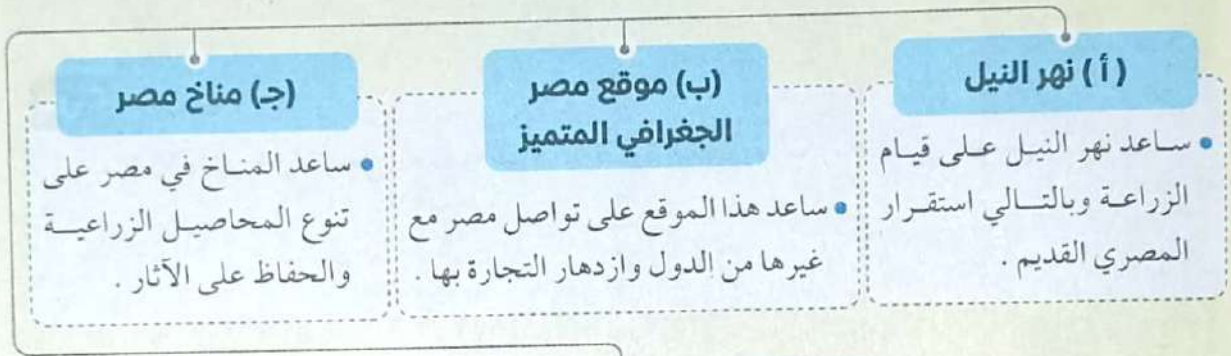 (أ) نهر النيل
• ساعد نهر النيل على قيام
الزراعة وبالتالي استقرار
المصري القديم .
(ب) موقع مصر
الجغرافي المتميز
• ساعد هذا الموقع على تواصل مصر مع
غيرها من الدول وازدهار التجارة بها .
(جـ) مناخ مصر
• ساعد المناخ في مصر على
تنوع المحاصيل الزراعية
والحفاظ على الآثار .